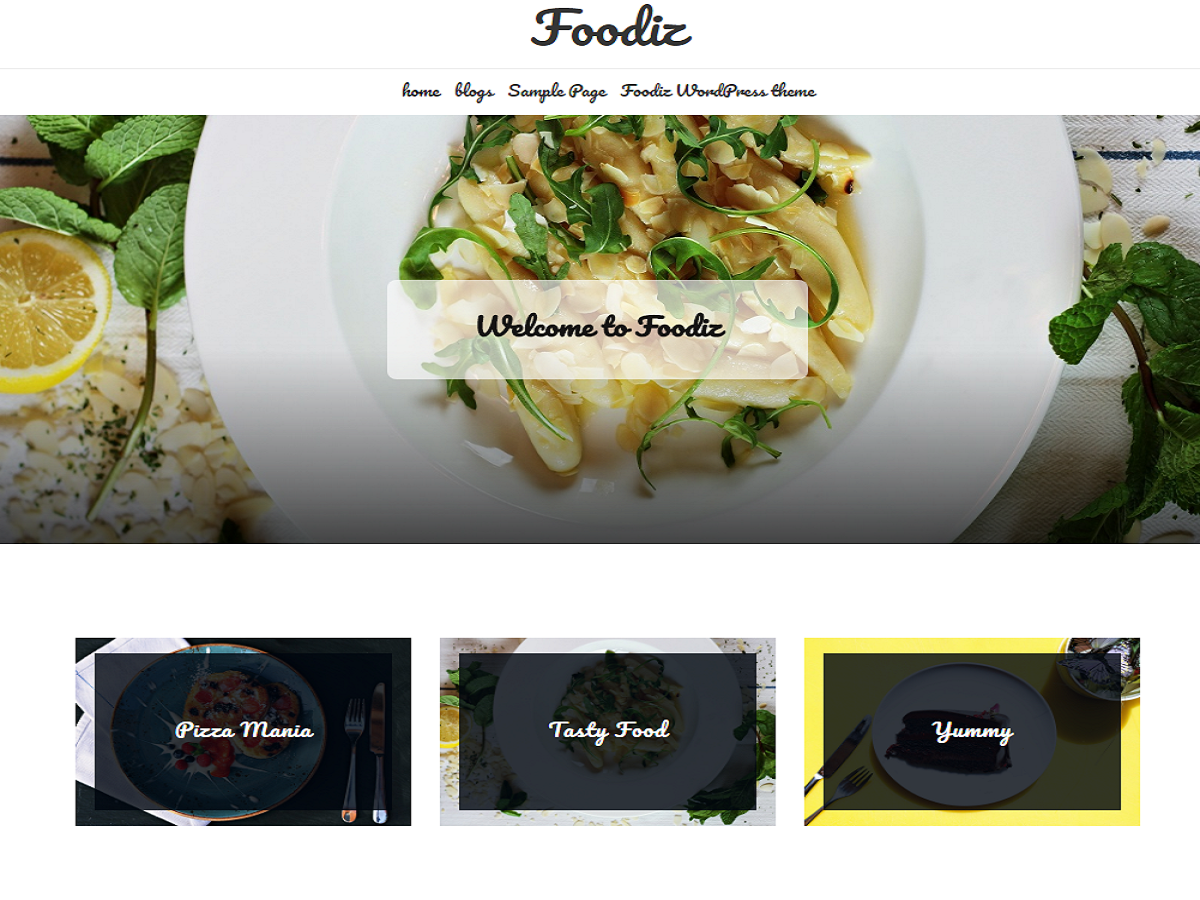 Foodiz
home blogs Sample Page Foodiz WordPress theme
Welcome to Foodiz
Pizza Mania
Tasty Food
Yummy